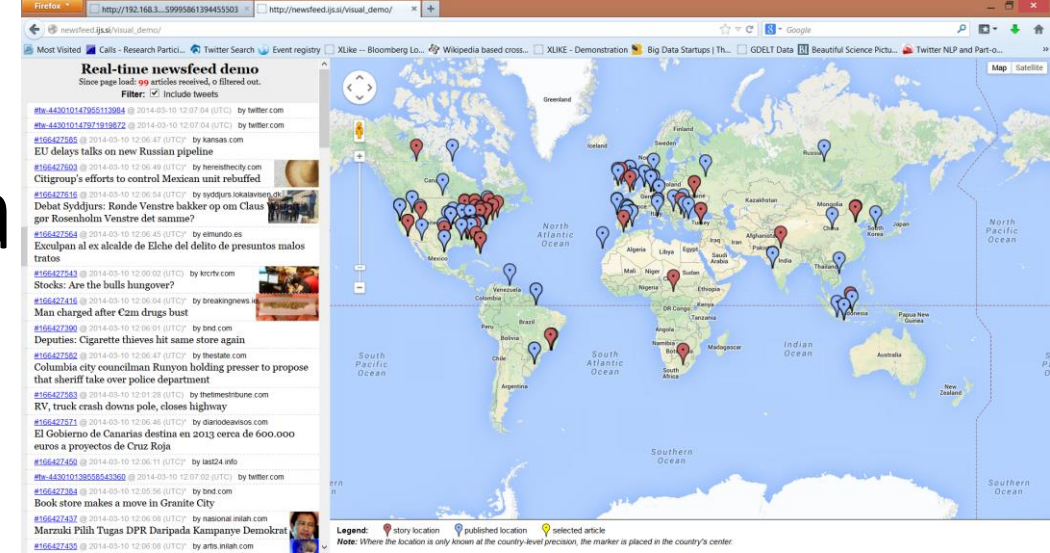 Firefox
http://192.168.3....S9995861394455503
http://newsfeed.ijs.si/visual_demo/
newsfeed.ijs.si/visual_demo/
Google
Most Visited Calls - Research Partici... Twitter Search Event registry XLike -- Bloomberg Lo... Wikipedia based cross... XLIKE - Demonstration Big Data Startups | Th... GDELT Data Beautiful Science Pictu... Twitter NLP and Part-o...
Real-time newsfeed demo
Since page load: 99 articles received, 0 filtered out.
Filter: Include tweets
#tw-443010147955113984 @ 2014-03-10 12:07:04 (UTC) by twitter.com
#tw-443010147971919872 @ 2014-03-10 12:07:04 (UTC) by twitter.com
#166427585 @ 2014-03-10 12:06:47 (UTC)* by kansas.com
EU delays talks on new Russian pipeline
#166427603 @ 2014-03-10 12:06:49 (UTC)* by hereisthecity.com
Citigroup's efforts to control Mexican unit rebuffed
#166427616 @ 2014-03-10 12:06:54 (UTC)* by syddjurs.lokalavisen.dk
Debat Syddjurs: Ronde Venstre bakker op om Claus
gør Rosenholm Venstre det samme?
#166427564 @ 2014-03-10 12:06:45 (UTC)* by elmundo.es
Exculpan al ex alcalde de Elche del delito de presuntos malos
tratos
#166427543 @ 2014-03-10 12:00:02 (UTC) by krcrtv.com
Stocks: Are the bulls hungover?
#166427416 @ 2014-03-10 12:06:04 (UTC)* by breakingnews.ie
Man charged after €2m drugs bust
#166427390 @ 2014-03-10 12:06:01 (UTC)* by bnd.com
Deputies: Cigarette thieves hit same store again
#166427582 @ 2014-03-10 12:06:47 (UTC)* by thestate.com
Columbia city councilman Runyon holding presser to propose
that sheriff take over police department
#166427583 @ 2014-03-10 12:01:28 (UTC) by thetimestribune.com
RV, truck crash downs pole, closes highway
#166427571 @ 2014-03-10 12:06:46 (UTC)* by diariodeavisos.com
El Gobierno de Canarias destina en 2013 cerca de 600.000
euros a proyectos de Cruz Roja
#166427450 @ 2014-03-10 12:06:11 (UTC)* by last24.info
#tw-443010139558543360 @ 2014-03-10 12:07:02 (UTC) by twitter.com
#166427384 @ 2014-03-10 12:05:56 (UTC)* by bnd.com
Book store makes a move in Granite City
#166427437 @ 2014-03-10 12:06:08 (UTC)* by nasional.inilah.com
Marzuki Pilih Tugas DPR Daripada Kampanye Demokrat
#166427435 @ 2014-03-10 12:06:08 (UTC)* by artis.inilah.com
Map Satellite
Greenland
Iceland
Finland
Sweden
Russia
Poland
Kazakhstan
Mongolia
China
South
Korea
Japan
Turkey
Iraq
Iran
Afghanistan
India
Thailand
Mexico
North
Atlantic
Ocean
North
Pacific
Ocean
Algeria
Libya
Egypt
Saudi
Arabia
Mali
Niger
Sudan
Nigeria
Ethiopia
DR Congo
Kenya
Tanzania
Angola
Namibia
Madagascar
South
Africa
Venezuela
Colombia
Peru
Brazil
Bolivia
Chile
Argentina
South
Pacific
Ocean
South
Atlantic
Ocean
Indian
Ocean
Papua New
Guinea
Australia
New
Zealand
Southern
Ocean
Southern
Ocean
Legend: story location published location selected article
Note: Where the location is only known at the country-level precision, the marker is placed in the country's center.